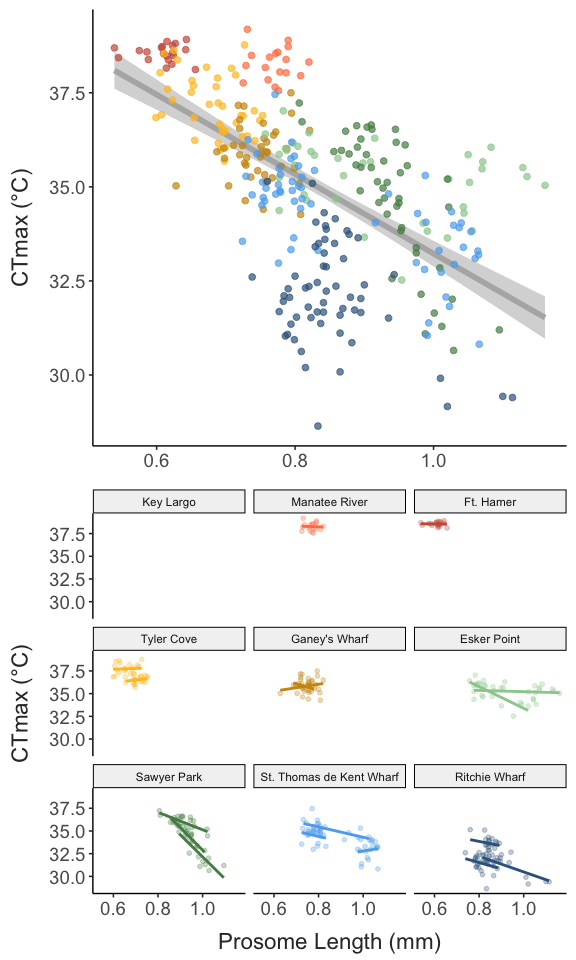 37.5
35.0
32.5
30.0
CTmax (°C)
0.6 0.8 1.0
Key Largo Manatee River Ft. Hamer
37.5
35.0
32.5
30.0
Tyler Cove Ganey's Wharf Esker Point
37.5
35.0
32.5
30.0
CTmax (°C)
Sawyer Park St. Thomas de Kent Wharf Ritchie Wharf
37.5
35.0
32.5
30.0
0.6 0.8 1.0 0.6 0.8 1.0 0.6 0.8 1.0
Prosome Length (mm)